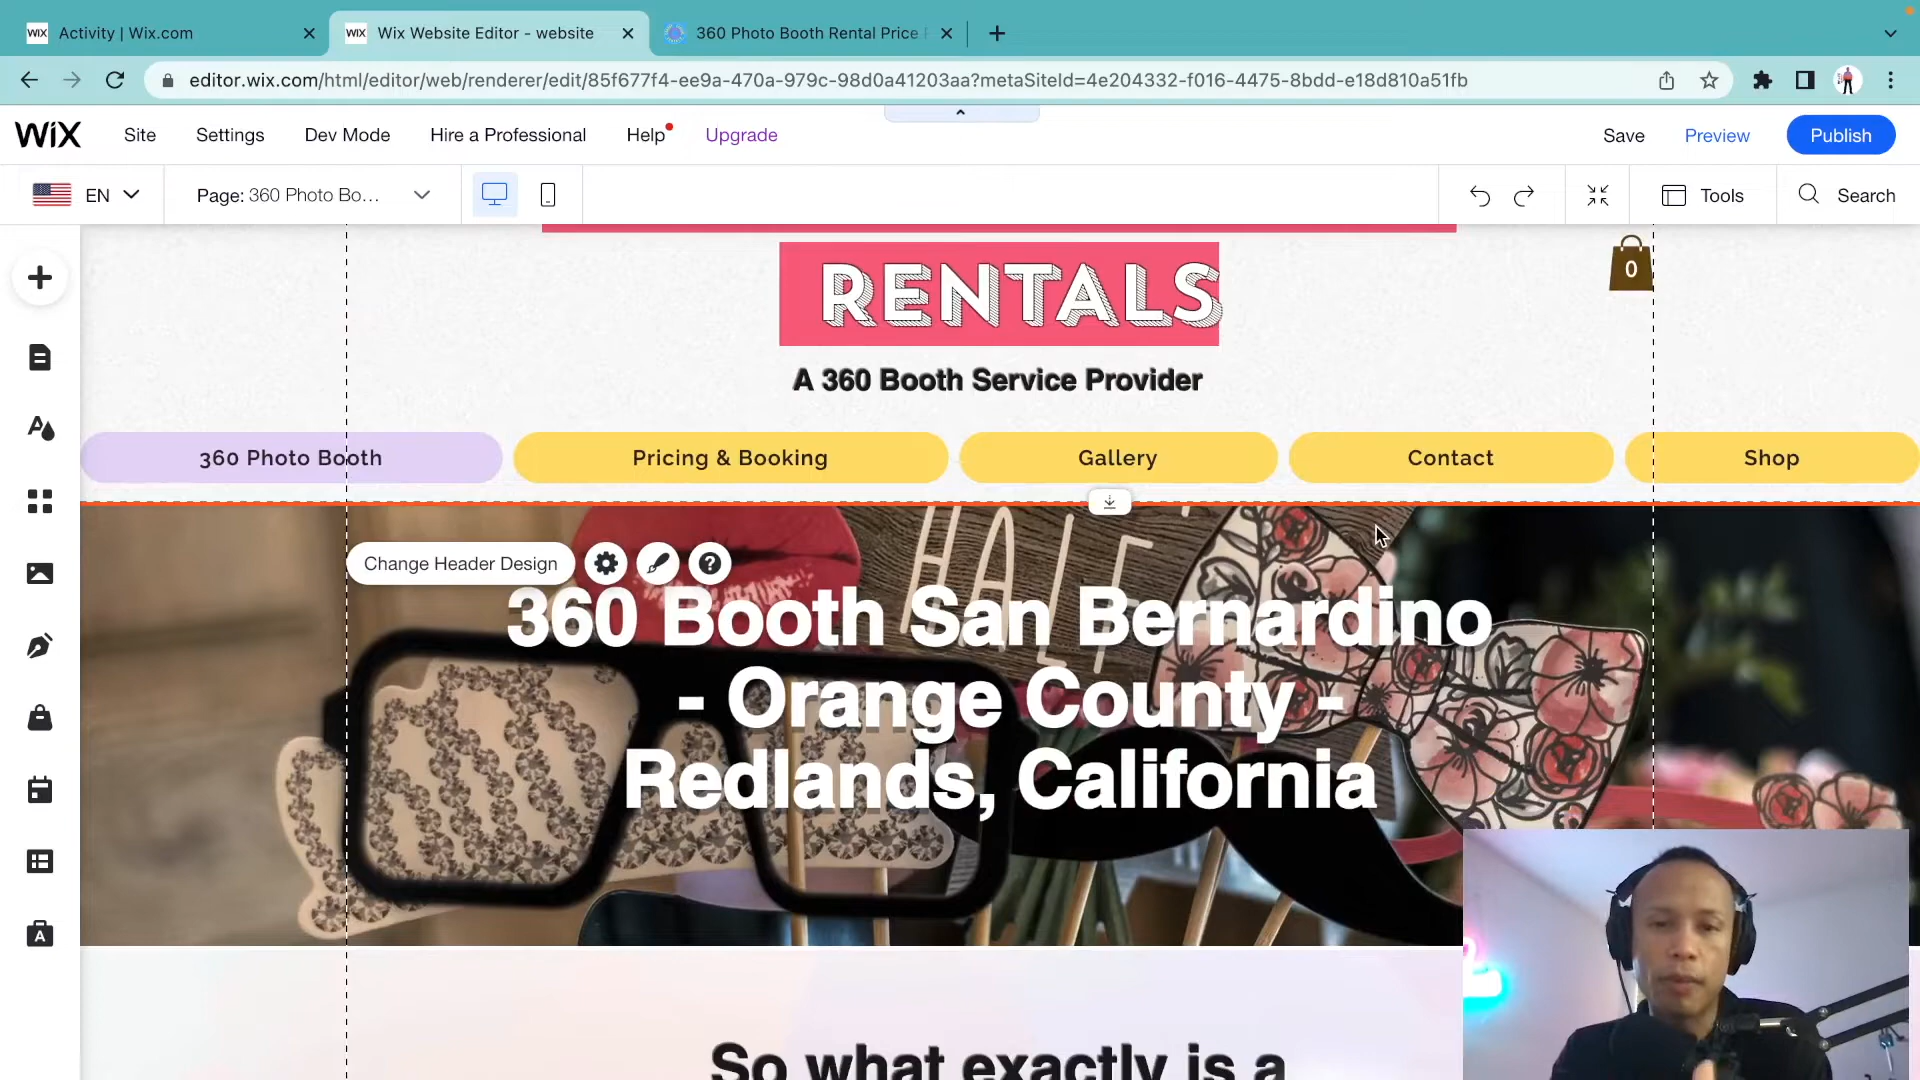 WiX Activity | Wix.com
WiX Wix Website Editor - website
360 Photo Booth Rental Price
editor.wix.com/html/editor/web/renderer/edit/85f677f4-ee9a-470a-979c-98d0a41203aa?metaSiteId=4e204332-f016-4475-8bdd-e18d810a51fb
WiX Site Settings Dev Mode Hire a Professional Help Upgrade Save Preview Publish
EN Page: 360 Photo Bo... Tools Search
RENTALS
0
A 360 Booth Service Provider
360 Photo Booth Pricing & Booking Gallery Contact Shop
HALF
Change Header Design
360 Booth San Bernardino
- Orange County -
Redlands, California
So what exactly is a